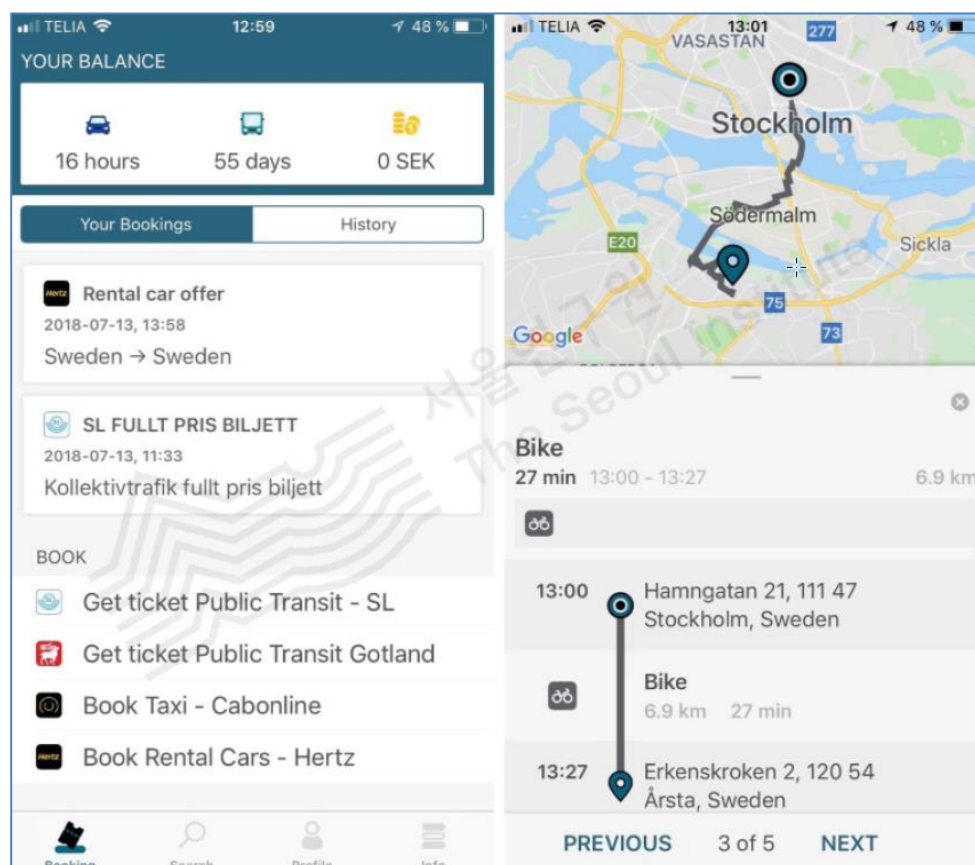 TELIA 12:59 48 %
YOUR BALANCE
16 hours 55 days 0 SEK
Your Bookings History
Hertz Rental car offer
2018-07-13, 13:58
Sweden → Sweden
SL FULLT PRIS BILJETT
2018-07-13, 11:33
Kollektivtrafik fullt pris biljett
BOOK
Get ticket Public Transit - SL
Get ticket Public Transit Gotland
Book Taxi - Cabonline
Hertz Book Rental Cars - Hertz
Booking Search Profile Info
TELIA 13:01 48 %
VASASTAN 277
Stockholm
Södermalm
E20
Sickla
75
Google
73
Bike
27 min 13:00 - 13:27 6.9 km
13:00 Hamngatan 21, 111 47
Stockholm, Sweden
Bike
6.9 km 27 min
13:27 Erkenskroken 2, 120 54
Årsta, Sweden
PREVIOUS 3 of 5 NEXT
서울연구원
The Seoul Institute